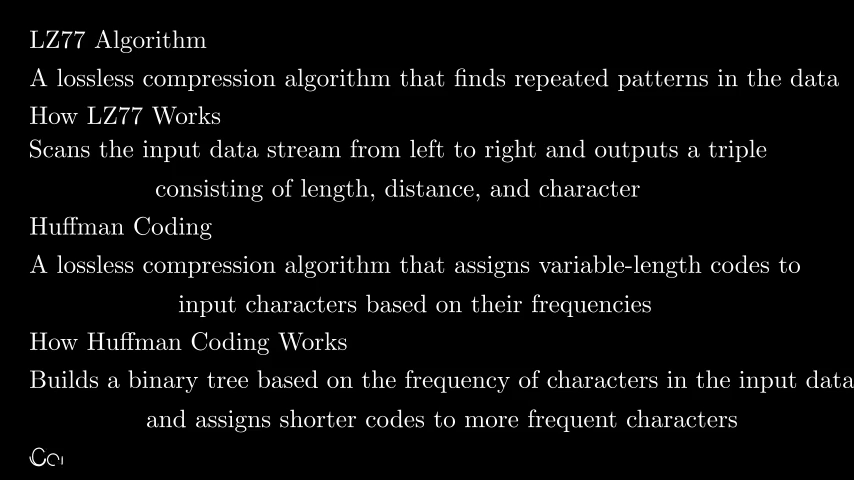 LZ77 Algorithm
A lossless compression algorithm that finds repeated patterns in the data
How LZ77 Works
Scans the input data stream from left to right and outputs a triple
consisting of length, distance, and character
Huffman Coding
A lossless compression algorithm that assigns variable-length codes to
input characters based on their frequencies
How Huffman Coding Works
Builds a binary tree based on the frequency of characters in the input data
and assigns shorter codes to more frequent characters